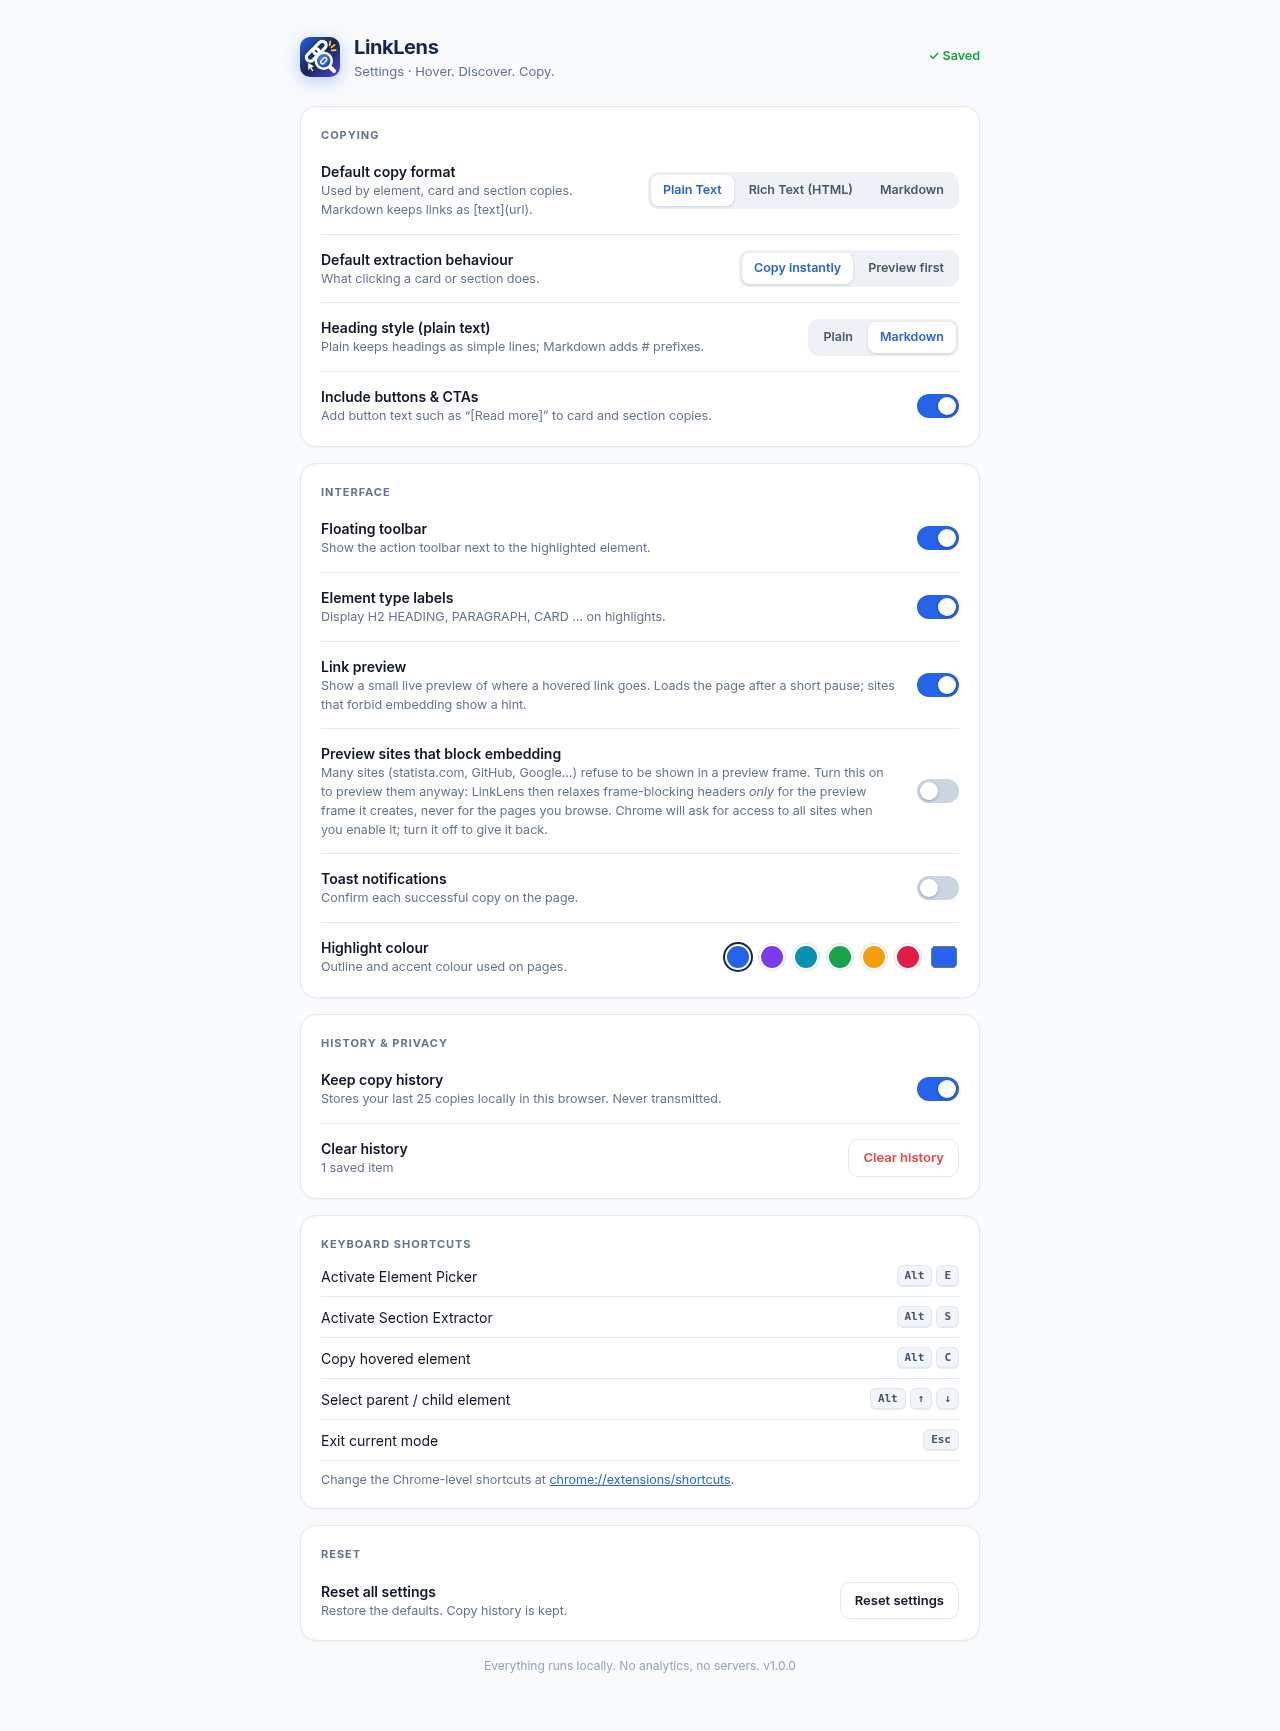 LinkLens
Settings · Hover. Discover. Copy.
✓ Saved
COPYING
Default copy format
Used by element, card and section copies.
Markdown keeps links as [text](url).
Plain Text
Rich Text (HTML)
Markdown
Default extraction behaviour
What clicking a card or section does.
Copy instantly
Preview first
Heading style (plain text)
Plain keeps headings as simple lines; Markdown adds # prefixes.
Plain
Markdown
Include buttons & CTAs
Add button text such as “[Read more]” to card and section copies.
INTERFACE
Floating toolbar
Show the action toolbar next to the highlighted element.
Element type labels
Display H2 HEADING, PARAGRAPH, CARD … on highlights.
Link preview
Show a small live preview of where a hovered link goes. Loads the page after a short pause; sites
that forbid embedding show a hint.
Preview sites that block embedding
Many sites (statista.com, GitHub, Google…) refuse to be shown in a preview frame. Turn this on
to preview them anyway: LinkLens then relaxes frame-blocking headers only for the preview
frame it creates, never for the pages you browse. Chrome will ask for access to all sites when
you enable it; turn it off to give it back.
Toast notifications
Confirm each successful copy on the page.
Highlight colour
Outline and accent colour used on pages.
HISTORY & PRIVACY
Keep copy history
Stores your last 25 copies locally in this browser. Never transmitted.
Clear history
1 saved item
Clear history
KEYBOARD SHORTCUTS
Activate Element Picker
Alt E
Activate Section Extractor
Alt S
Copy hovered element
Alt C
Select parent / child element
Alt ↑ ↓
Exit current mode
Esc
Change the Chrome-level shortcuts at chrome://extensions/shortcuts.
RESET
Reset all settings
Restore the defaults. Copy history is kept.
Reset settings
Everything runs locally. No analytics, no servers. v1.0.0